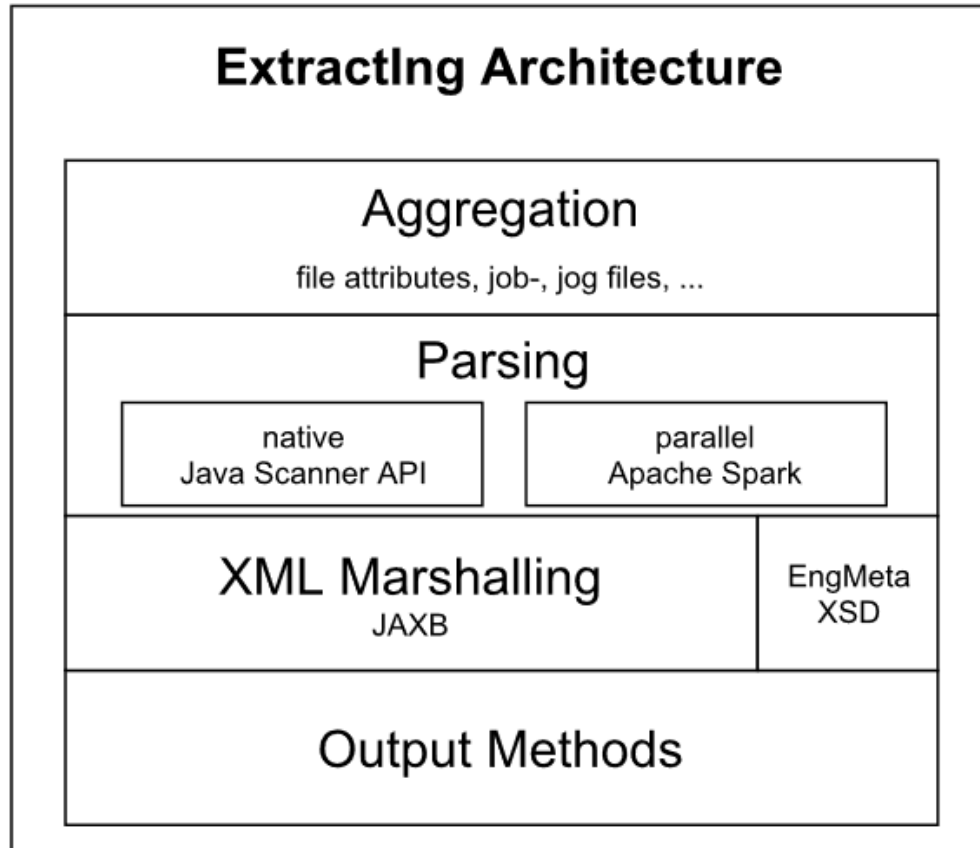 ExtractIng Architecture
Aggregation
file attributes, job-, jog files, ...
Parsing
native
Java Scanner API
parallel
Apache Spark
XML Marshalling
JAXB
EngMeta
XSD
Output Methods